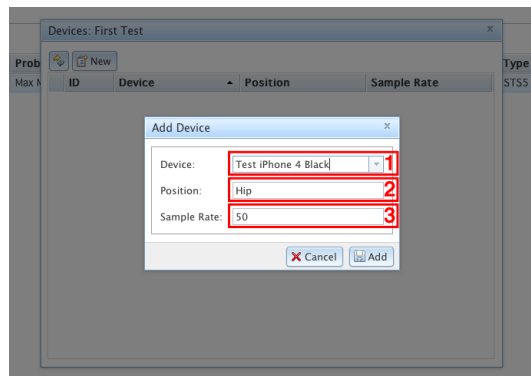 Devices: First Test x
Prob Type
New
Max N STS5
ID Device Position Sample Rate
Add Device x
Device: Test iPhone 4 Black 1
Position: Hip 2
Sample Rate: 50 3
Cancel Add